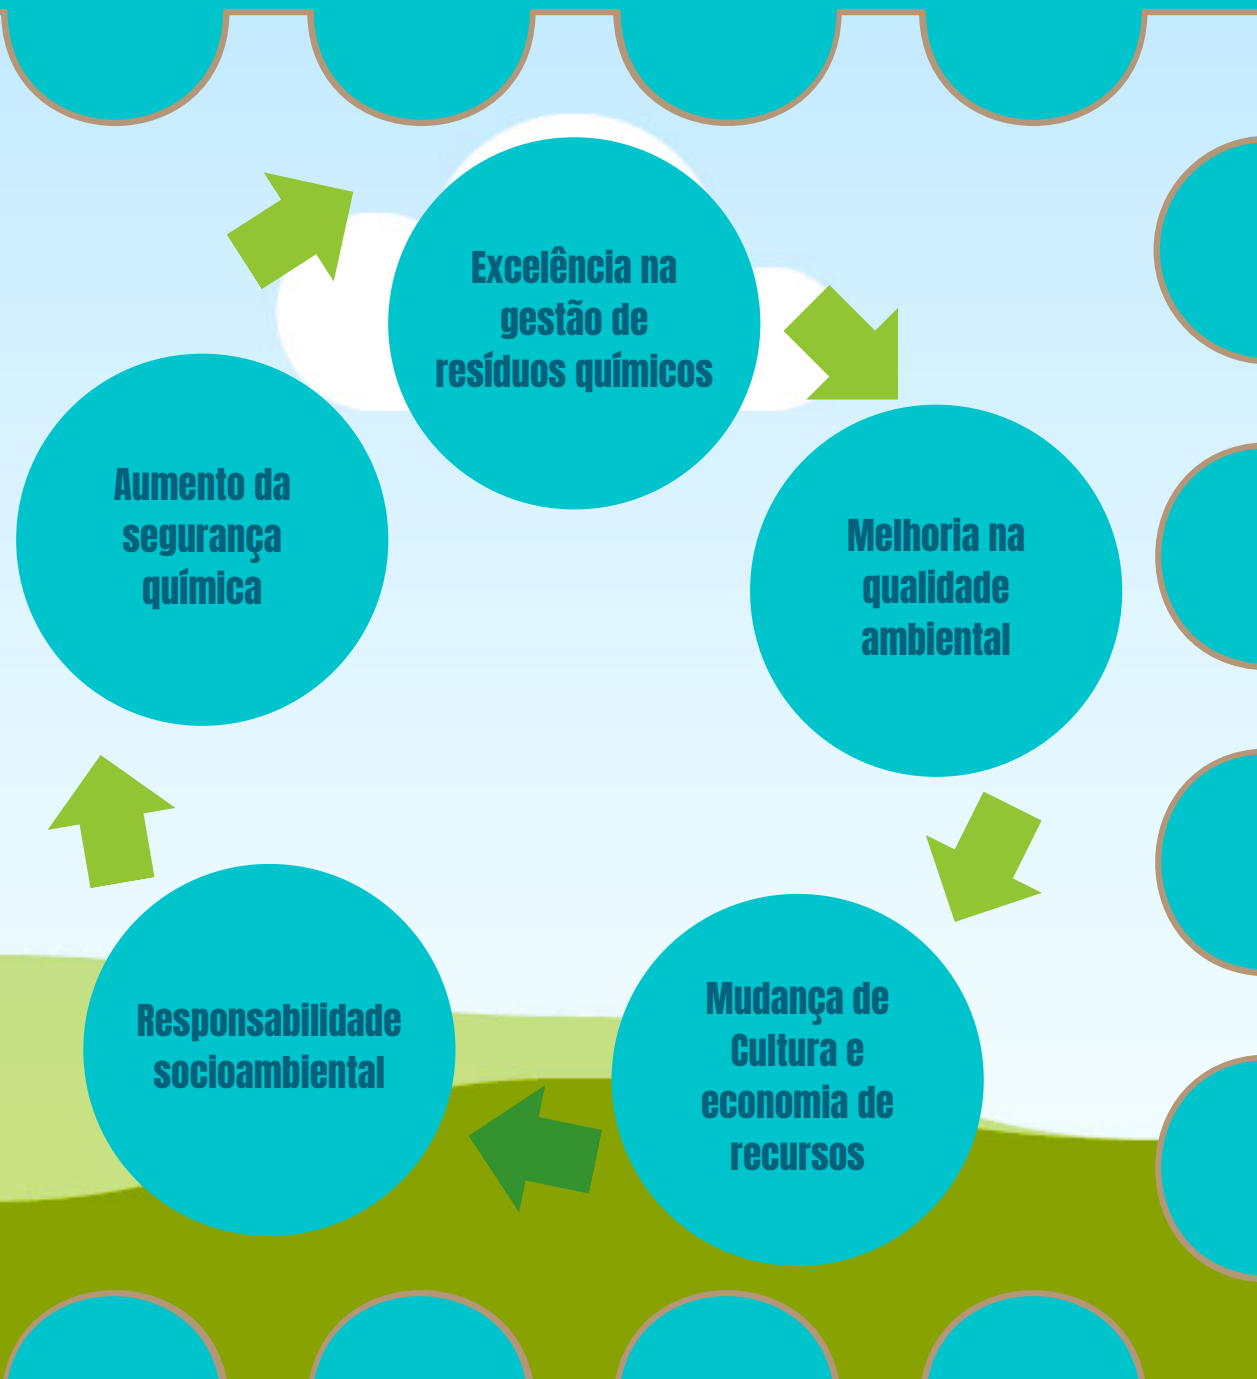 Excelência na
gestão de
resíduos químicos
Melhoria na
qualidade
ambiental
Mudança de
Cultura e
economia de
recursos
Responsabilidade
socioambiental
Aumento da
segurança
química